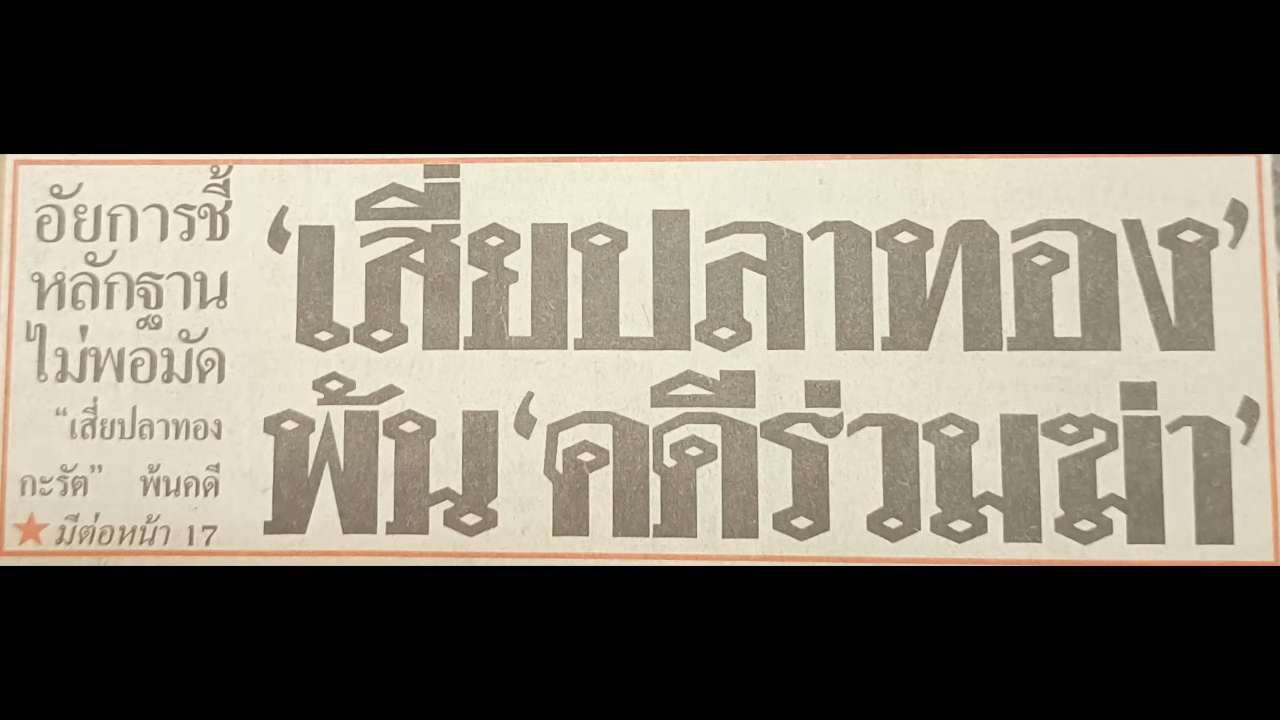 อัยการชี้
หลักฐาน
ไม่พอมัด
“เสี่ยปลาทอง
กะรัต” พ้นคดี
★ มีต่อหน้า 17
‘เสี่ยปลาทอง’
พ้น ‘คดีร่วมฆ่า’